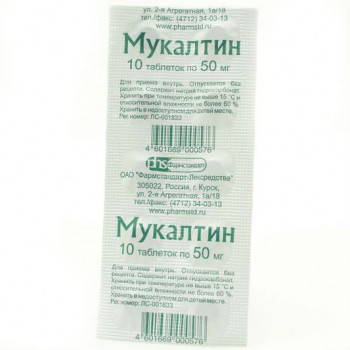 ул. 2-я Агрегатная, 1а/18
тел./факс: (4712) 34-03-13
www.pharmstd.ru
Мукалтин
10 таблеток по 50 мг
Для приема внутрь. Отпускается без
рецепта. Содержит натрия гидрокарбонат.
Хранить при температуре не выше 15 °С и
относительной влажности не более 60 %.
Хранить в недоступном для детей месте.
Рег. номер: ЛС-001833
4 601669 000576
phs Фармстандарт
ОАО "Фармстандарт-Лексредства"
305022, Россия, г. Курск,
ул. 2-я Агрегатная, 1а/18
тел./факс: (4712) 34-03-13
www.pharmstd.ru
Мукалтин
10 таблеток по 50 мг
Для приема внутрь. Отпускается без
рецепта. Содержит натрия гидрокарбонат.
Хранить при температуре не выше 15 °С и
относительной влажности не более 60 %.
Хранить в недоступном для детей месте.
Рег. номер: ЛС-001833
4 601669 000576